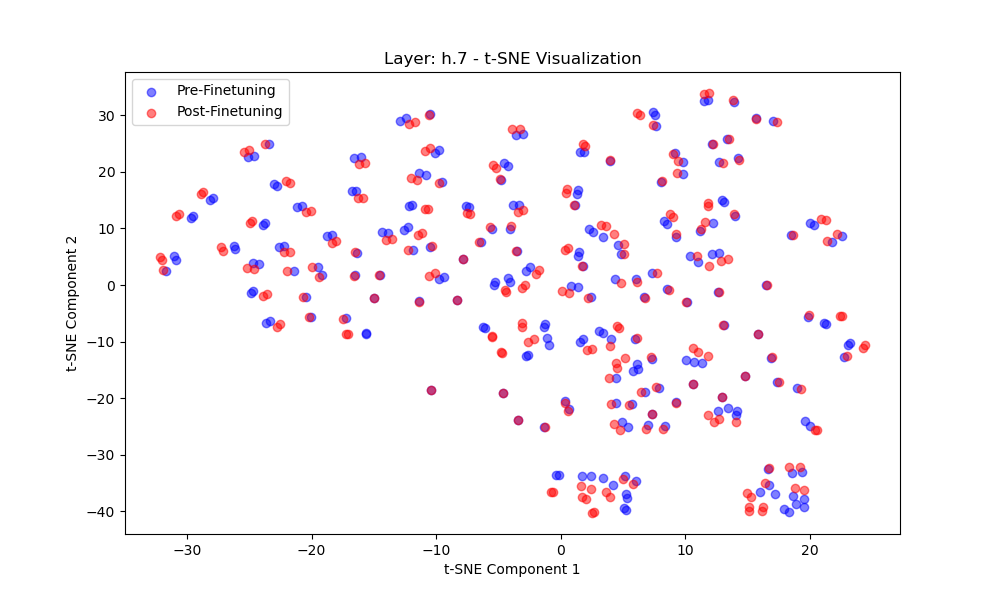 Layer: h.7 - t-SNE Visualization
Pre-Finetuning
Post-Finetuning
30
20
10
0
−10
−20
−30
−40
t-SNE Component 2
−30 −20 −10 0 10 20
t-SNE Component 1